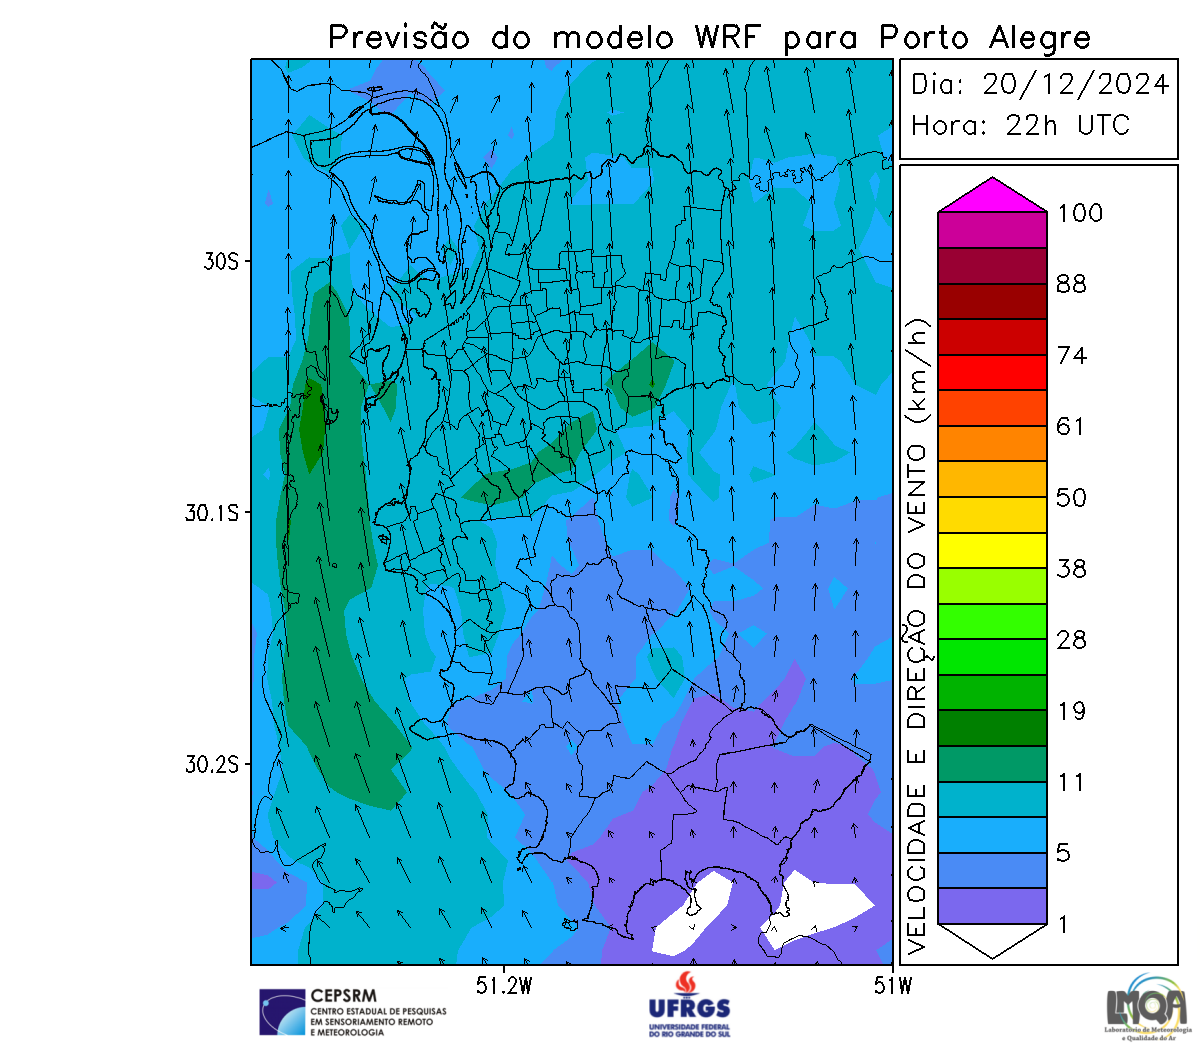 Previsão do modelo WRF para Porto Alegre
Dia: 20/12/2024
Hora: 22h UTC
VELOCIDADE E DIREÇÃO DO VENTO (km/h)
100
88
74
61
50
38
28
19
11
5
1
30S
30.1S
30.2S
51.2W
51W
CEPSRM
CENTRO ESTADUAL DE PESQUISAS
EM SENSORIAMENTO REMOTO
E METEOROLOGIA
UFRGS
UNIVERSIDADE FEDERAL
DO RIO GRANDE DO SUL
LMQA
Laboratório de Meteorologia
e Qualidade do Ar